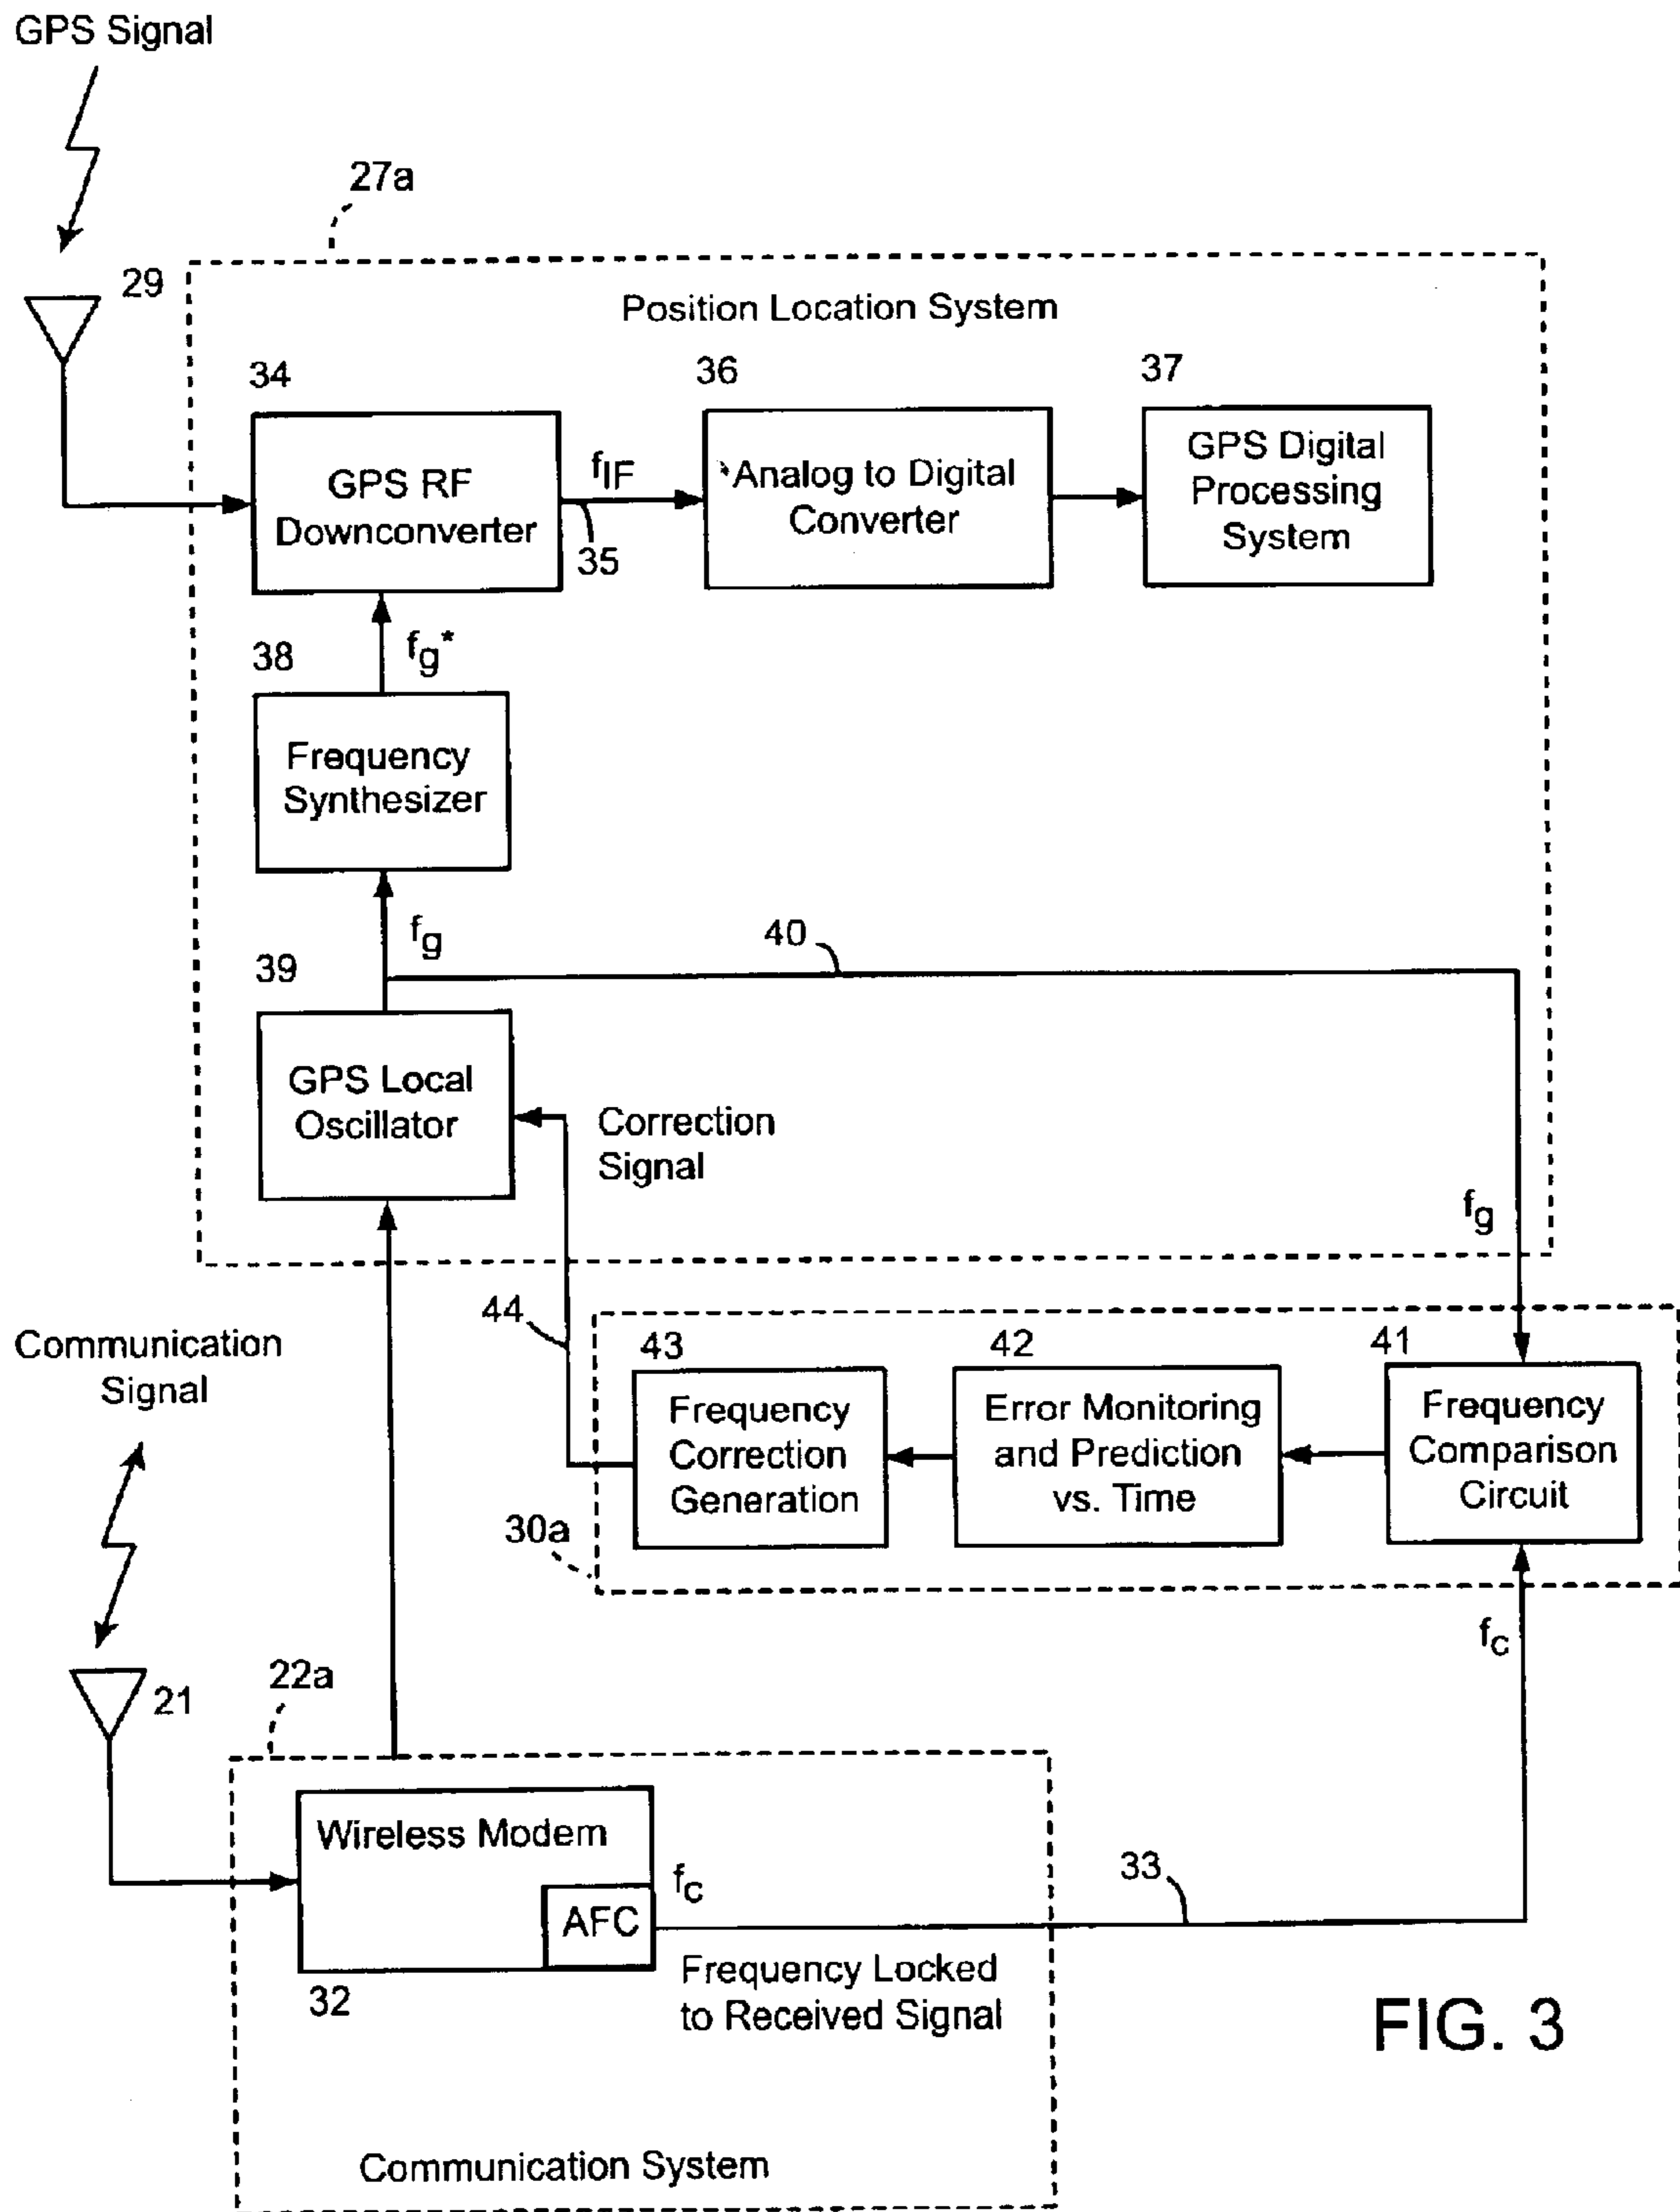 GPS Signal
27a
29
Position Location System
34
36
37
GPS RF
Downconverter
fIF
35
Analog to Digital
Converter
GPS Digital
Processing
System
fg*
38
Frequency
Synthesizer
fg
40
39
GPS Local
Oscillator
Correction
Signal
fg
44
Communication
Signal
43
42
41
Frequency
Correction
Generation
Error Monitoring
and Prediction
vs. Time
Frequency
Comparison
Circuit
30a
fc
22a
21
Wireless Modem
fc
AFC
33
32
Frequency Locked
to Received Signal
FIG. 3
Communication System